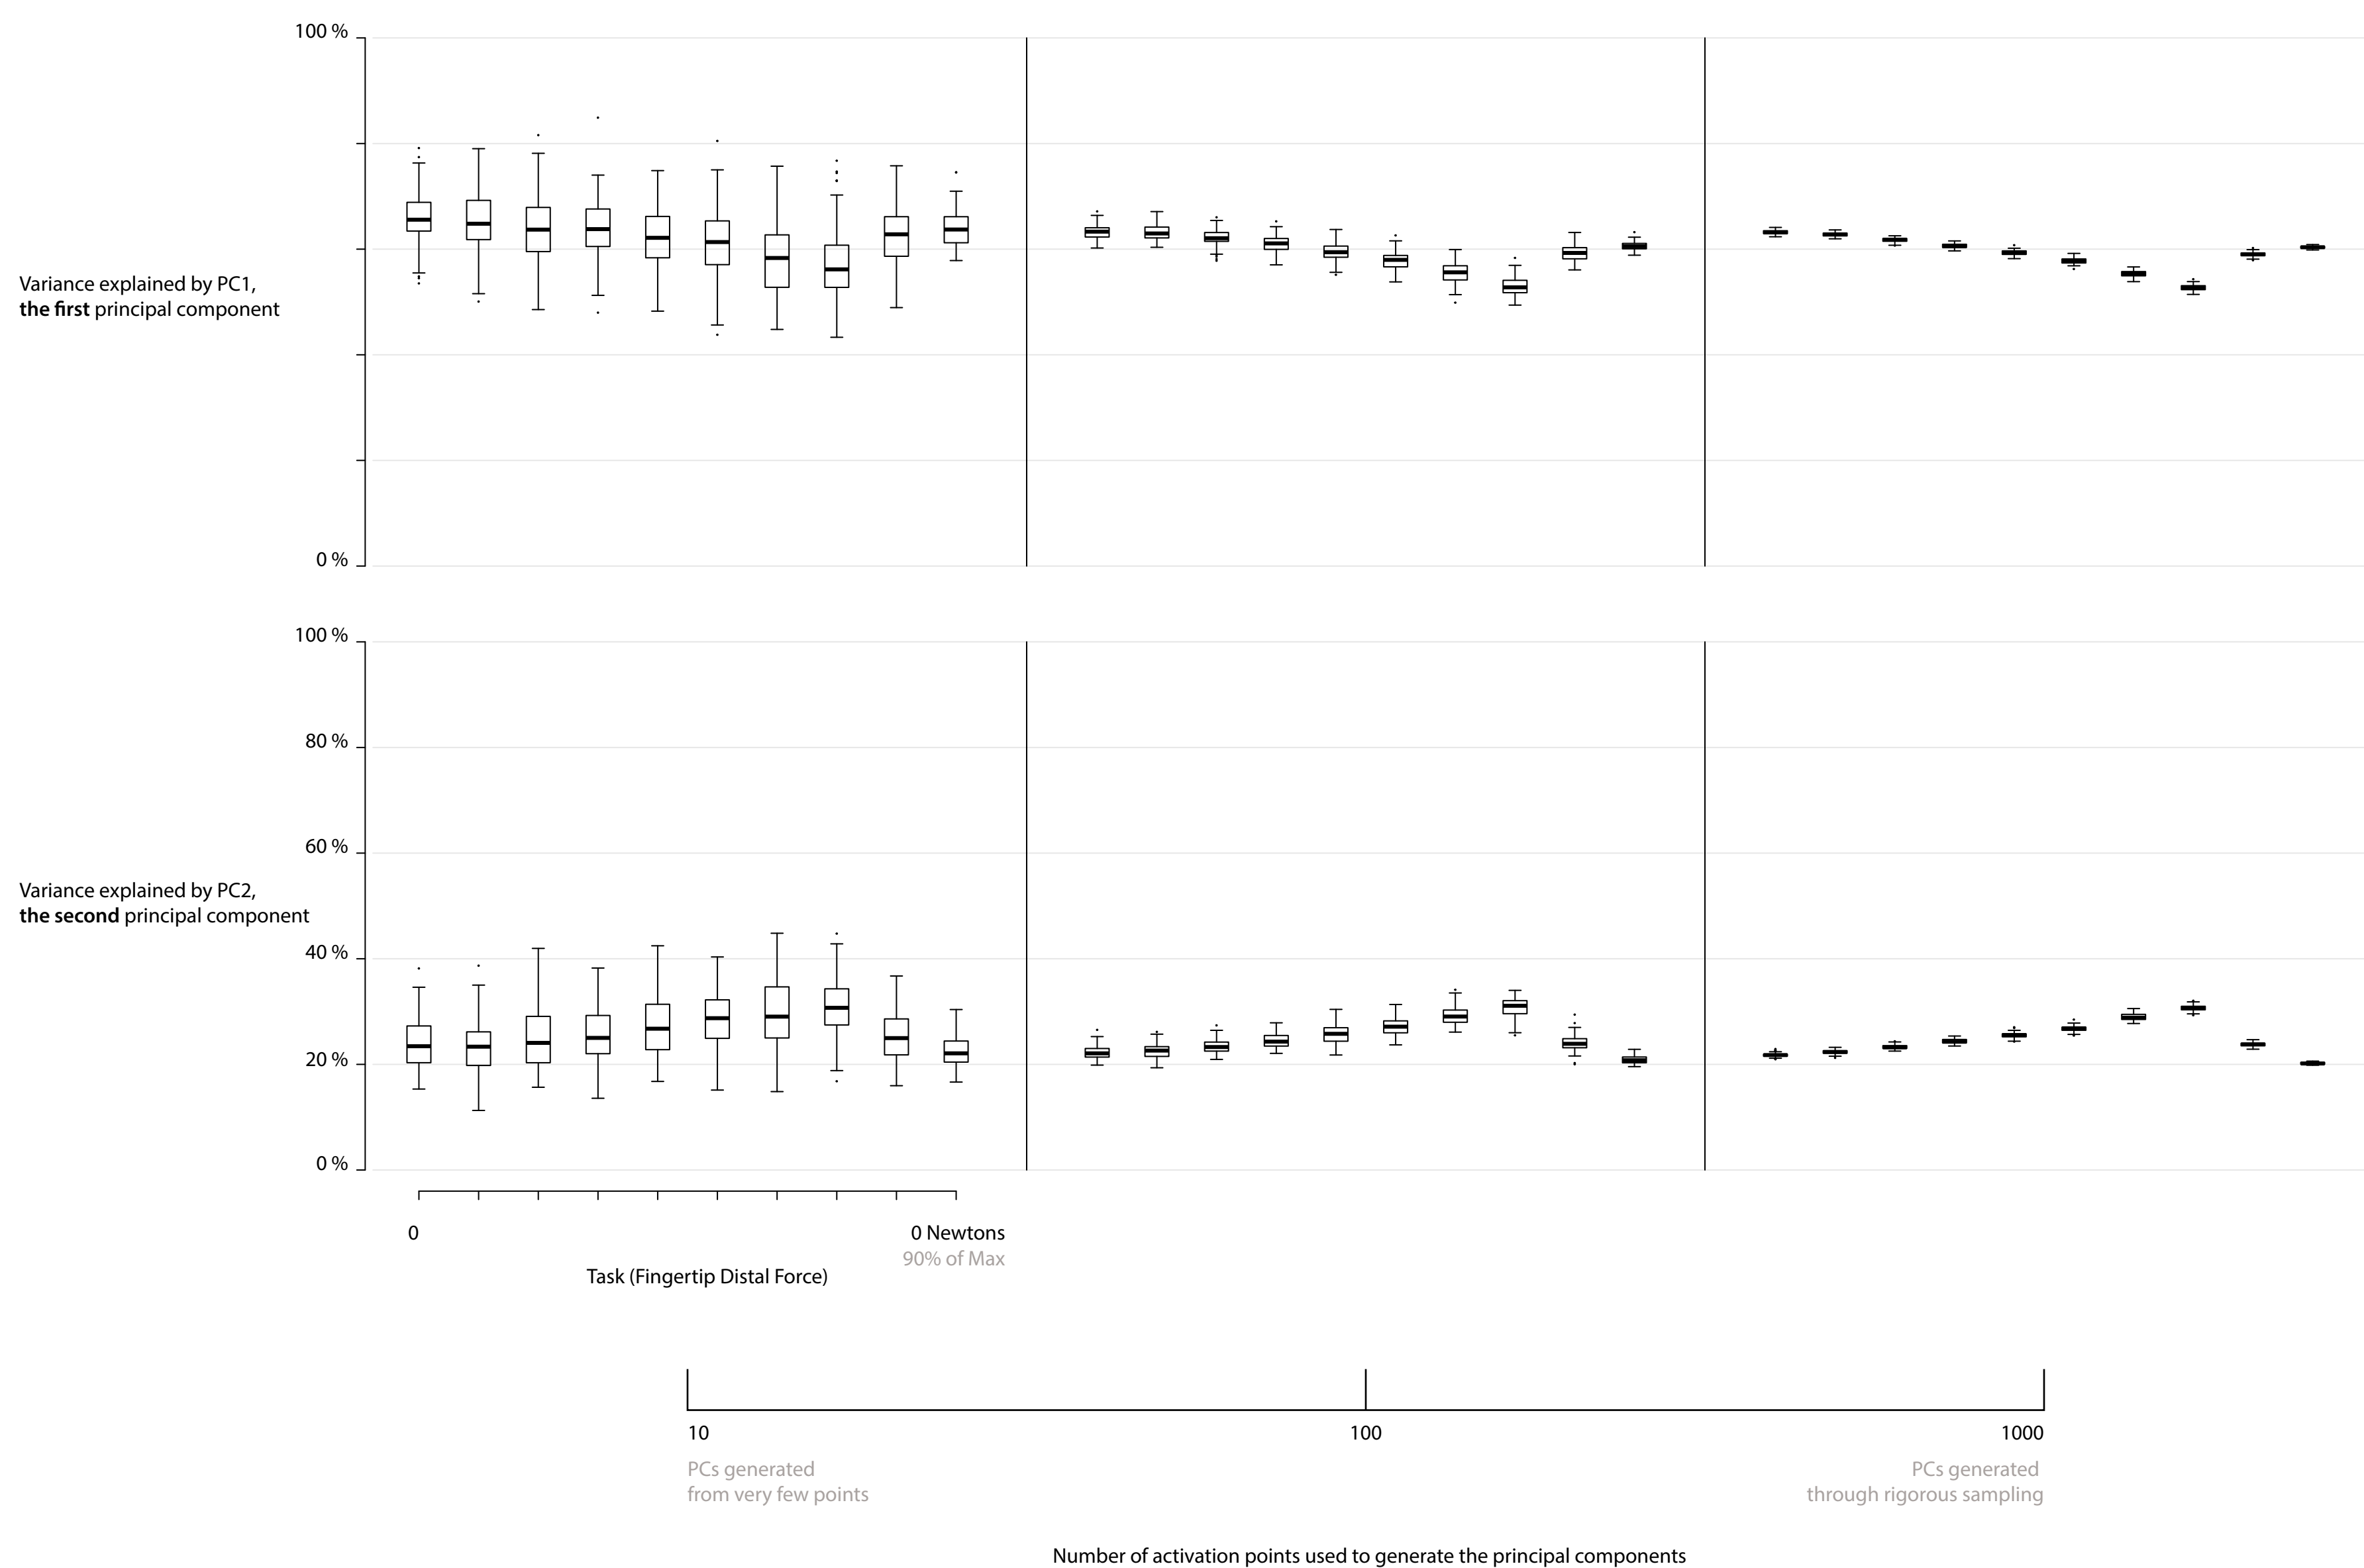 100 %
Variance explained by PC1,
the first principal component
0 %
100 %
80 %
60 %
Variance explained by PC2,
the second principal component
40 %
20 %
0 %
0
0 Newtons
90% of Max
Task (Fingertip Distal Force)
10
100
1000
PCs generated
from very few points
PCs generated
through rigorous sampling
Number of activation points used to generate the principal components